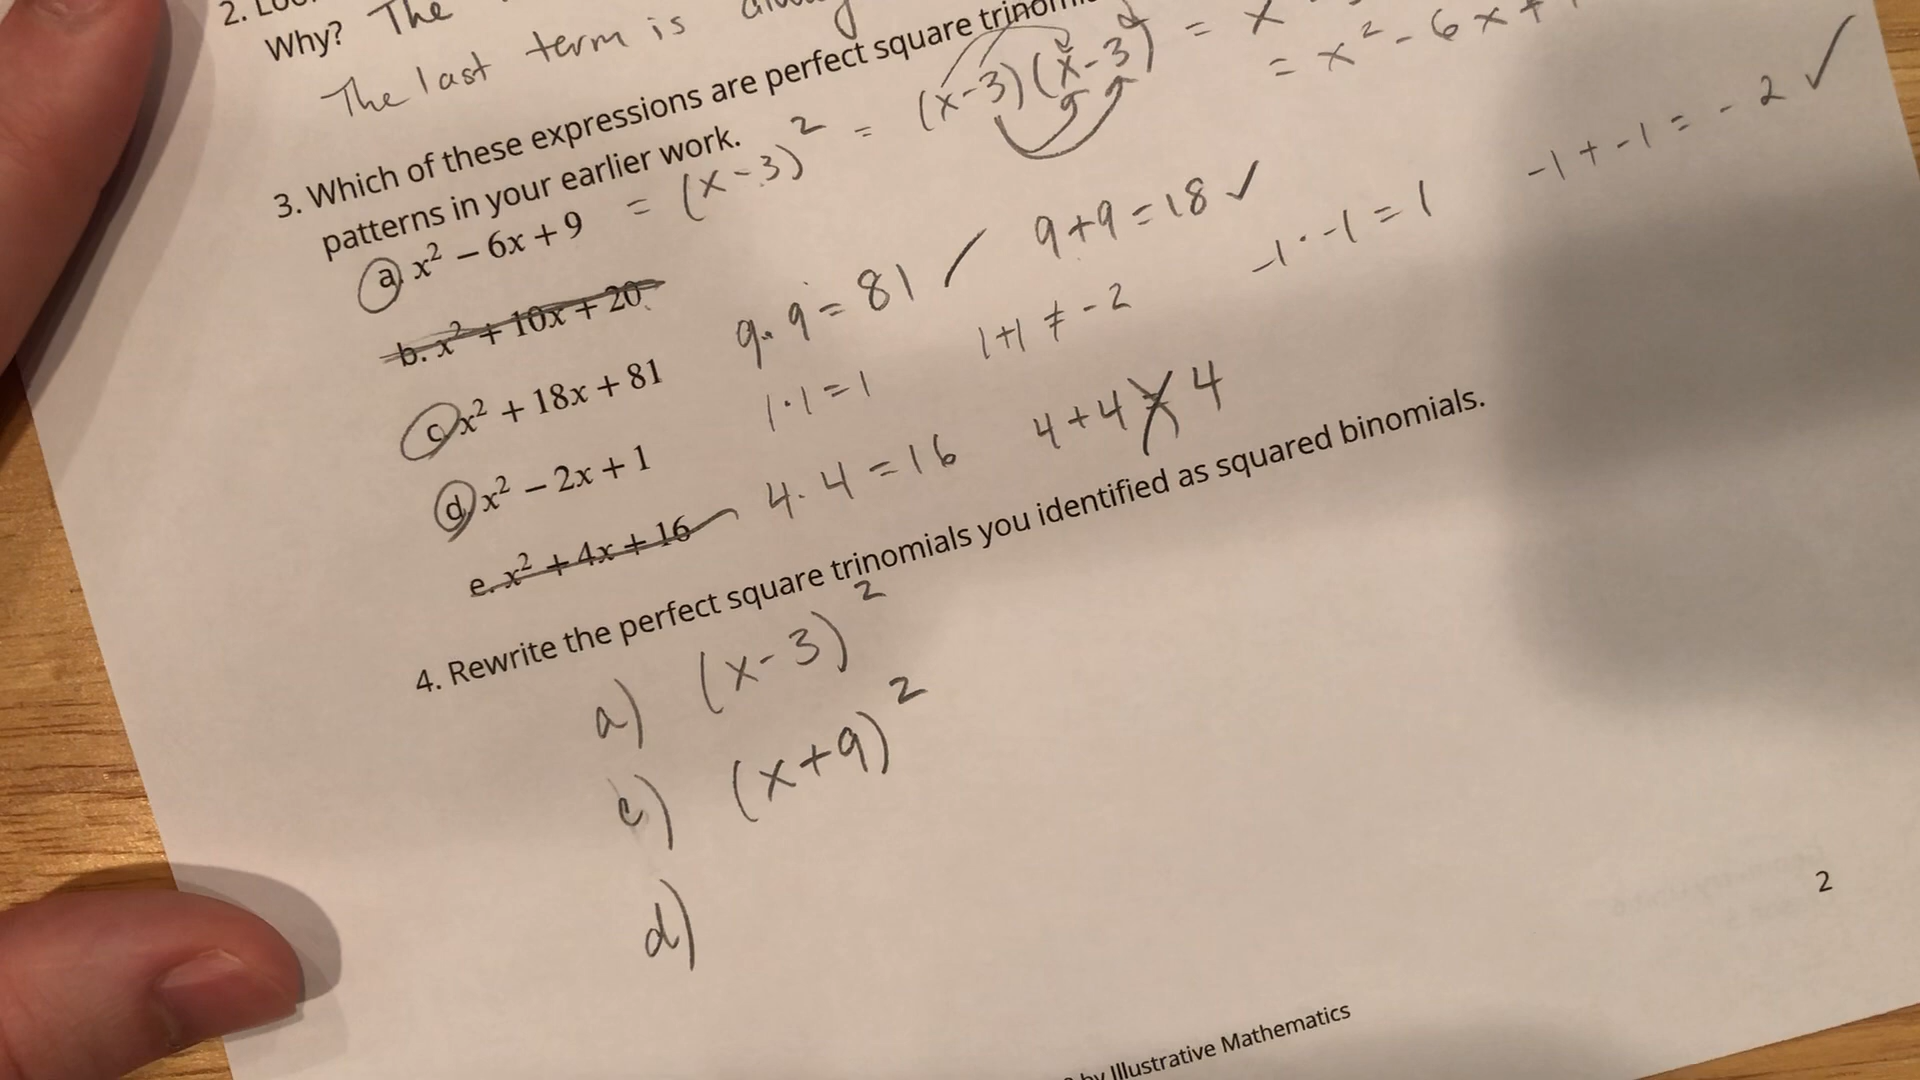 2.
Why? The
The last term is
3. Which of these expressions are perfect square
patterns in your earlier work.
a. x² − 6x + 9 = (x-3)² = (x-3)(x-3) = x
= x² - 6x +
b. x² + 10x + 20
c. x² + 18x + 81 9·9 = 81 ✓ 9+9 = 18 ✓
d. x² − 2x + 1 1·1 = 1 1+1 ≠ -2 -1·-1 = 1 -1 + -1 = -2 ✓
e. x² + 4x + 16 4·4 = 16 4+4 ≠ 4
4. Rewrite the perfect square trinomials you identified as squared binomials.
a) (x-3)²
c) (x+9)²
d)
2
by Illustrative Mathematics